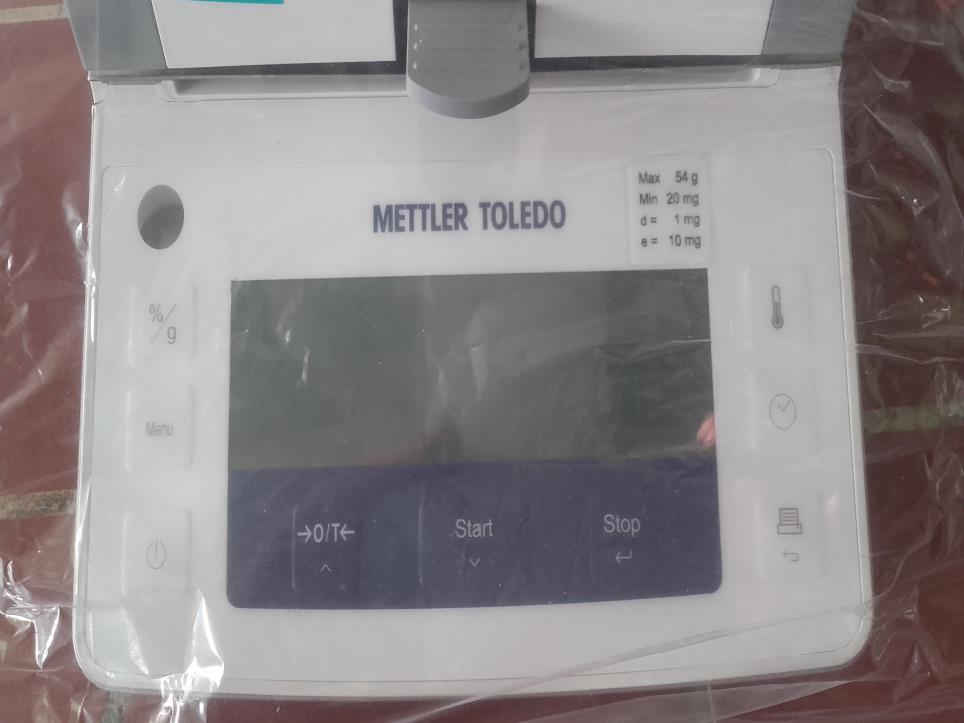 METTLER TOLEDO
Max 54 g
Min 20 mg
d = 1 mg
e = 10 mg
%/g
Menu
→0/T←
Start
Stop